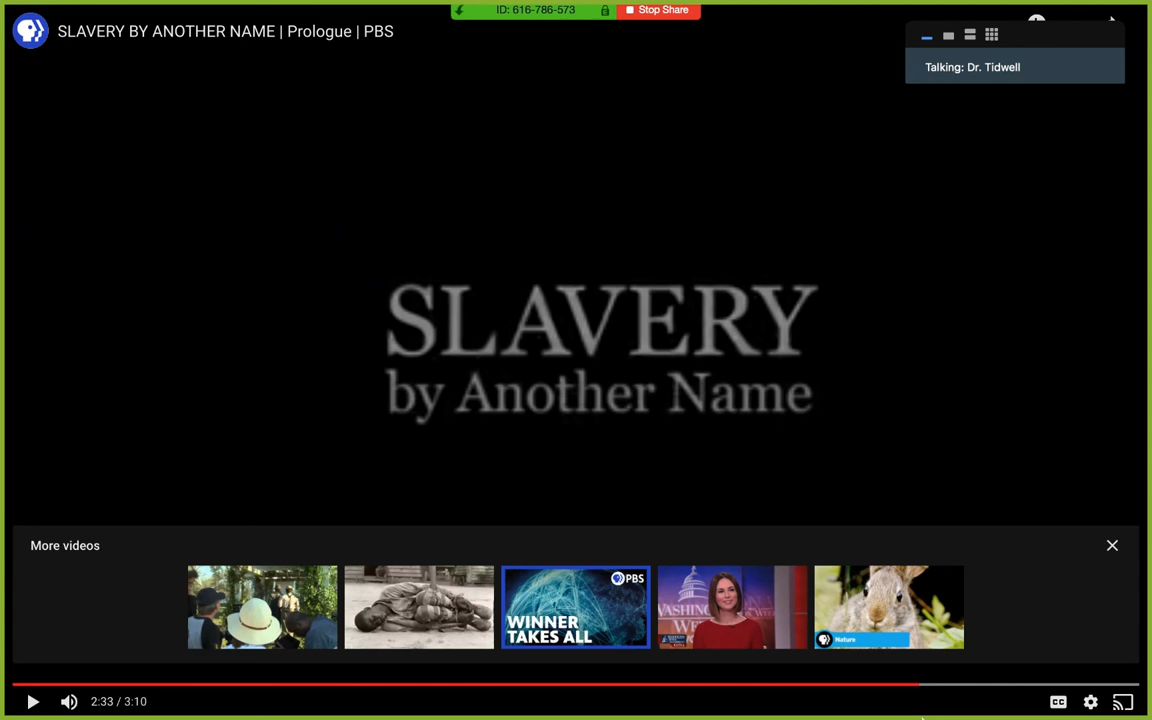 ID: 616-786-573
Stop Share
SLAVERY BY ANOTHER NAME | Prologue | PBS
Talking: Dr. Tidwell
SLAVERY
by Another Name
More videos
PBS
WINNER
TAKES ALL
Nature
2:33 / 3:10
CC